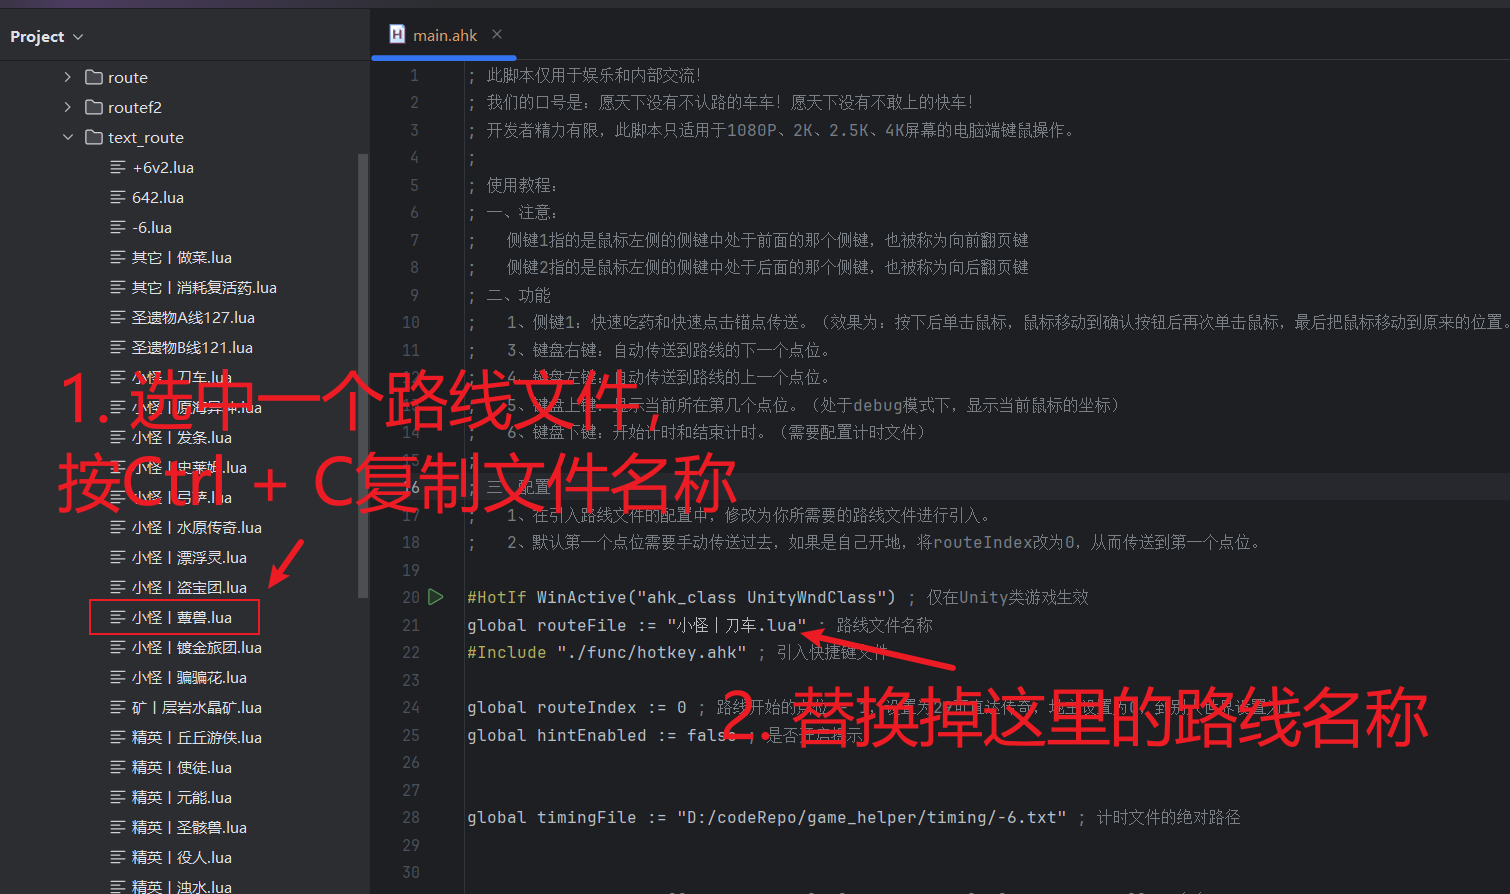 Project
main.ahk
route
routef2
text_route
+6v2.lua
642.lua
-6.lua
其它丨做菜.lua
其它丨消耗复活药.lua
圣遗物A线127.lua
圣遗物B线121.lua
小怪丨刀车.lua
小怪丨原海异种.lua
小怪丨发条.lua
小怪丨史莱姆.lua
小怪丨弓箭.lua
小怪丨水原传奇.lua
小怪丨漂浮灵.lua
小怪丨盗宝团.lua
小怪丨蕈兽.lua
小怪丨镀金旅团.lua
小怪丨骗骗花.lua
矿丨层岩水晶矿.lua
精英丨丘丘游侠.lua
精英丨使徒.lua
精英丨元能.lua
精英丨圣骸兽.lua
精英丨役人.lua
精英丨浊水.lua
1. 选中一个路线文件,
按Ctrl + C复制文件名称
1 ; 此脚本仅用于娱乐和内部交流！
2 ; 我们的口号是：愿天下没有不认路的车车！愿天下没有不敢上的快车！
3 ; 开发者精力有限，此脚本只适用于1080P、2K、2.5K、4K屏幕的电脑端键鼠操作。
4 ;
5 ; 使用教程：
6 ; 一、注意：
7 ; 侧键1指的是鼠标左侧的侧键中处于前面的那个侧键，也被称为向前翻页键
8 ; 侧键2指的是鼠标左侧的侧键中处于后面的那个侧键，也被称为向后翻页键
9 ; 二、功能
10 ; 1、侧键1：快速吃药和快速点击锚点传送。（效果为：按下后单击鼠标，鼠标移动到确认按钮后再次单击鼠标，最后把鼠标移动到原来的位置。
11 ; 3、键盘右键：自动传送到路线的下一个点位。
12 ; 4、键盘左键：自动传送到路线的上一个点位。
13 ; 5、键盘上键：显示当前所在第几个点位。（处于debug模式下，显示当前鼠标的坐标）
14 ; 6、键盘下键：开始计时和结束计时。（需要配置计时文件）
15 ;
16 ; 三、配置
17 ; 1、在引入路线文件的配置中，修改为你所需要的路线文件进行引入。
18 ; 2、默认第一个点位需要手动传送过去，如果是自己开地，将routeIndex改为0，从而传送到第一个点位。
19
20 #HotIf WinActive("ahk_class UnityWndClass") ; 仅在Unity类游戏生效
21 global routeFile := "小怪丨刀车.lua" ; 路线文件名称
22 #Include "./func/hotkey.ahk" ; 引入快捷键文件
23
24 global routeIndex := 0 ; 路线开始的点位
25 global hintEnabled := false ; 是否开启提示
26
27
28 global timingFile := "D:/codeRepo/game_helper/timing/-6.txt" ; 计时文件的绝对路径
29
30
2. 替换掉这里的路线名称